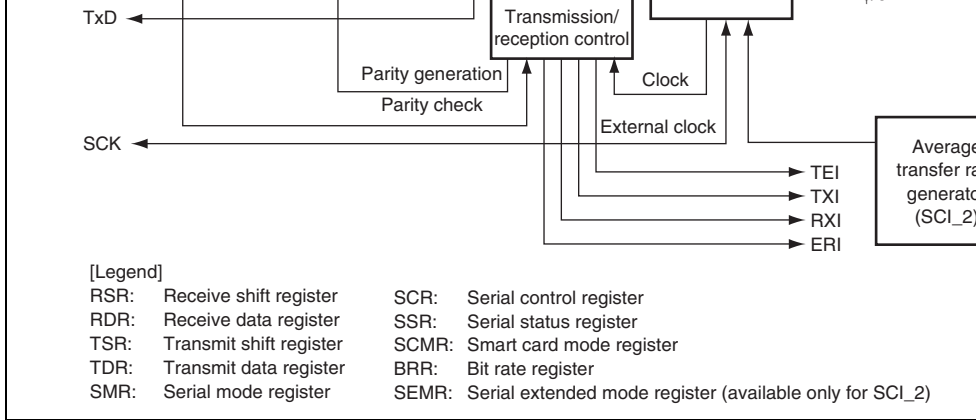 TxD
Transmission/
reception control
Parity generation
Clock
Parity check
External clock
SCK
Average
transfer
generator
(SCI_2)
TEI
TXI
RXI
ERI
[Legend]
RSR: Receive shift register
RDR: Receive data register
TSR: Transmit shift register
TDR: Transmit data register
SMR: Serial mode register
SCR: Serial control register
SSR: Serial status register
SCMR: Smart card mode register
BRR: Bit rate register
SEMR: Serial extended mode register (available only for SCI_2)